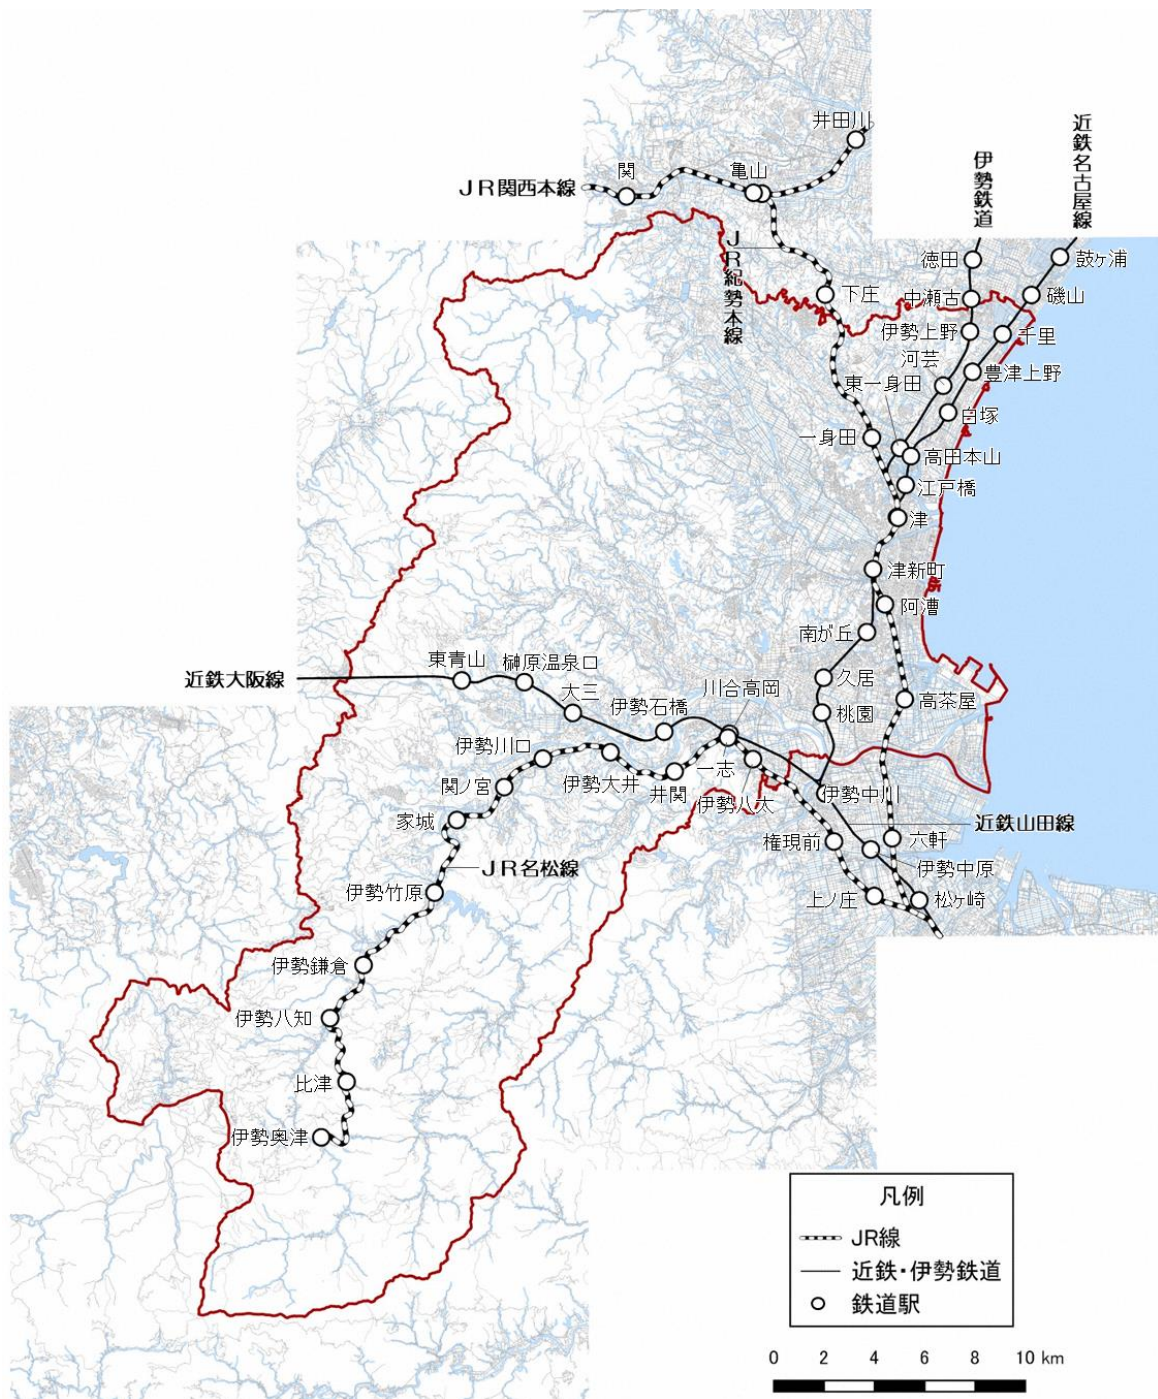 井田川
近鉄名古屋線
伊勢鉄道
関
亀山
JR関西本線
JR紀勢本線
徳田
鼓ヶ浦
下庄
中瀬古
磯山
伊勢上野
千里
河芸
豊津上野
東一身田
白塚
一身田
高田本山
江戸橋
津
津新町
阿漕
南が丘
東青山
榊原温泉口
久居
近鉄大阪線
大三
川合高岡
高茶屋
伊勢石橋
桃園
伊勢川口
伊勢大井
一志
関ノ宮
井関
伊勢八太
伊勢中川
家城
近鉄山田線
権現前
六軒
JR名松線
伊勢中原
伊勢竹原
上ノ庄
松ヶ崎
伊勢鎌倉
伊勢八知
比津
伊勢奥津
凡例
JR線
近鉄・伊勢鉄道
鉄道駅
0 2 4 6 8 10 km